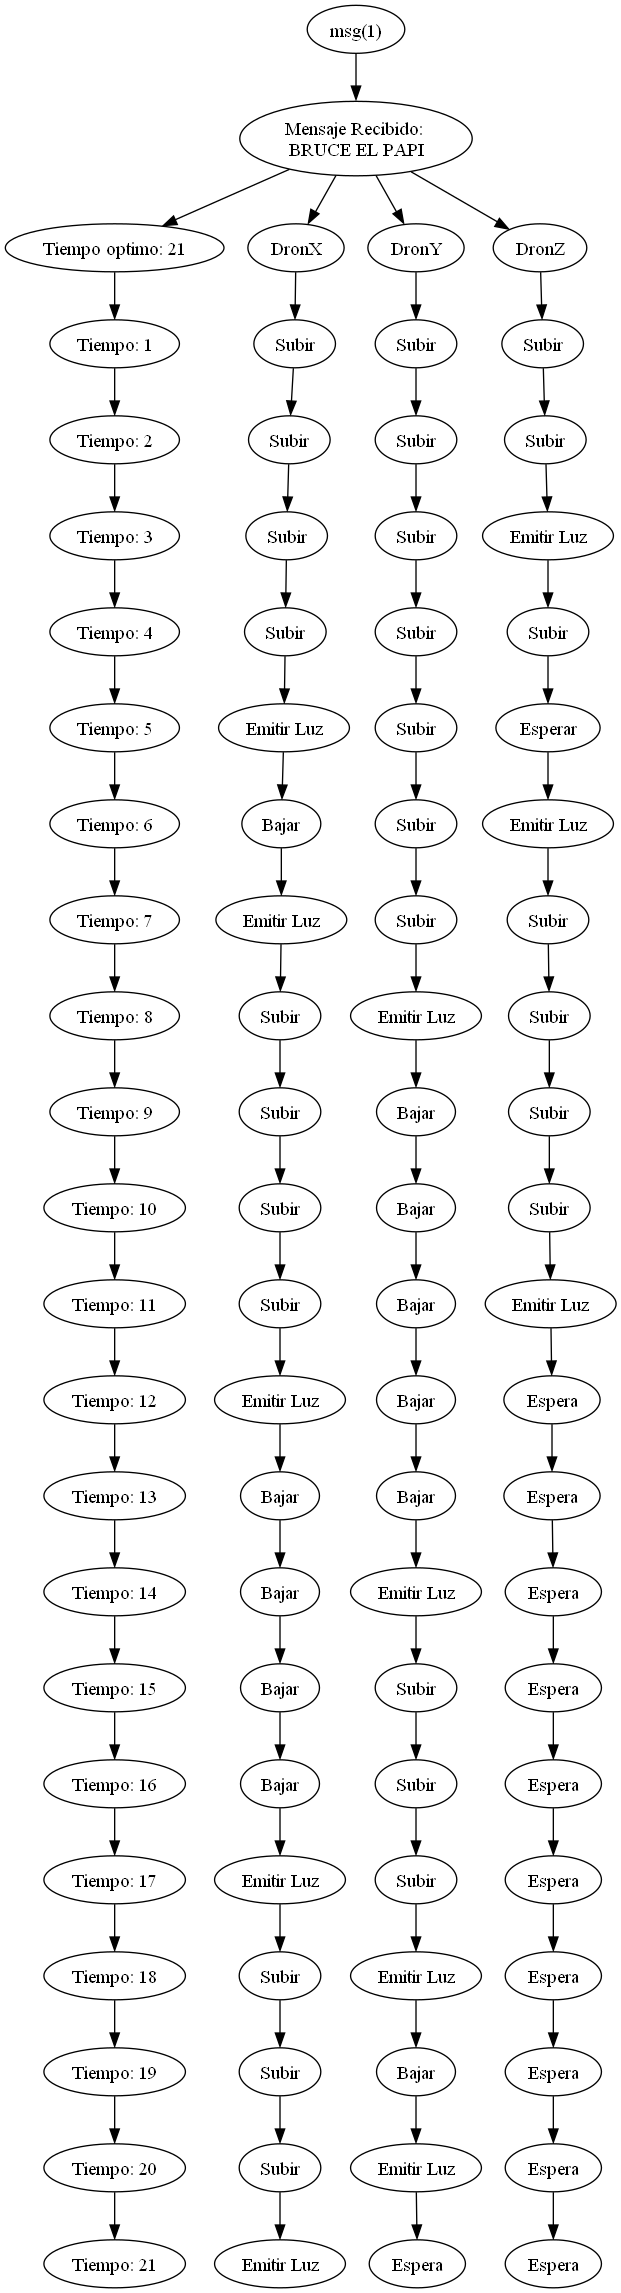 msg(1)
Mensaje Recibido:
BRUCE EL PAPI
Tiempo optimo: 21 DronX DronY DronZ
Tiempo: 1 Subir Subir Subir
Tiempo: 2 Subir Subir Subir
Tiempo: 3 Subir Subir Emitir Luz
Tiempo: 4 Subir Subir Subir
Tiempo: 5 Emitir Luz Subir Esperar
Tiempo: 6 Bajar Subir Emitir Luz
Tiempo: 7 Emitir Luz Subir Subir
Tiempo: 8 Subir Emitir Luz Subir
Tiempo: 9 Subir Bajar Subir
Tiempo: 10 Subir Bajar Subir
Tiempo: 11 Subir Bajar Emitir Luz
Tiempo: 12 Emitir Luz Bajar Espera
Tiempo: 13 Bajar Bajar Espera
Tiempo: 14 Bajar Emitir Luz Espera
Tiempo: 15 Bajar Subir Espera
Tiempo: 16 Bajar Subir Espera
Tiempo: 17 Emitir Luz Subir Espera
Tiempo: 18 Subir Emitir Luz Espera
Tiempo: 19 Subir Bajar Espera
Tiempo: 20 Subir Emitir Luz Espera
Tiempo: 21 Emitir Luz Espera Espera